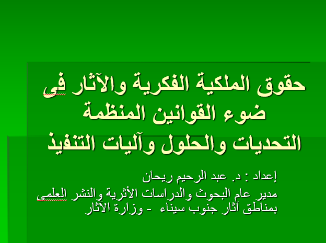 حقوق الملكية الفكرية والآثار فى
ضوء القوانين المنظمة
التحديات والحلول وآليات التنفيذ
إعداد : د. عبد الرحيم ريحان
مدير عام البحوث والدراسات الأثرية والنشر العلمى
بمناطق آثار جنوب سيناء - وزارة الآثار